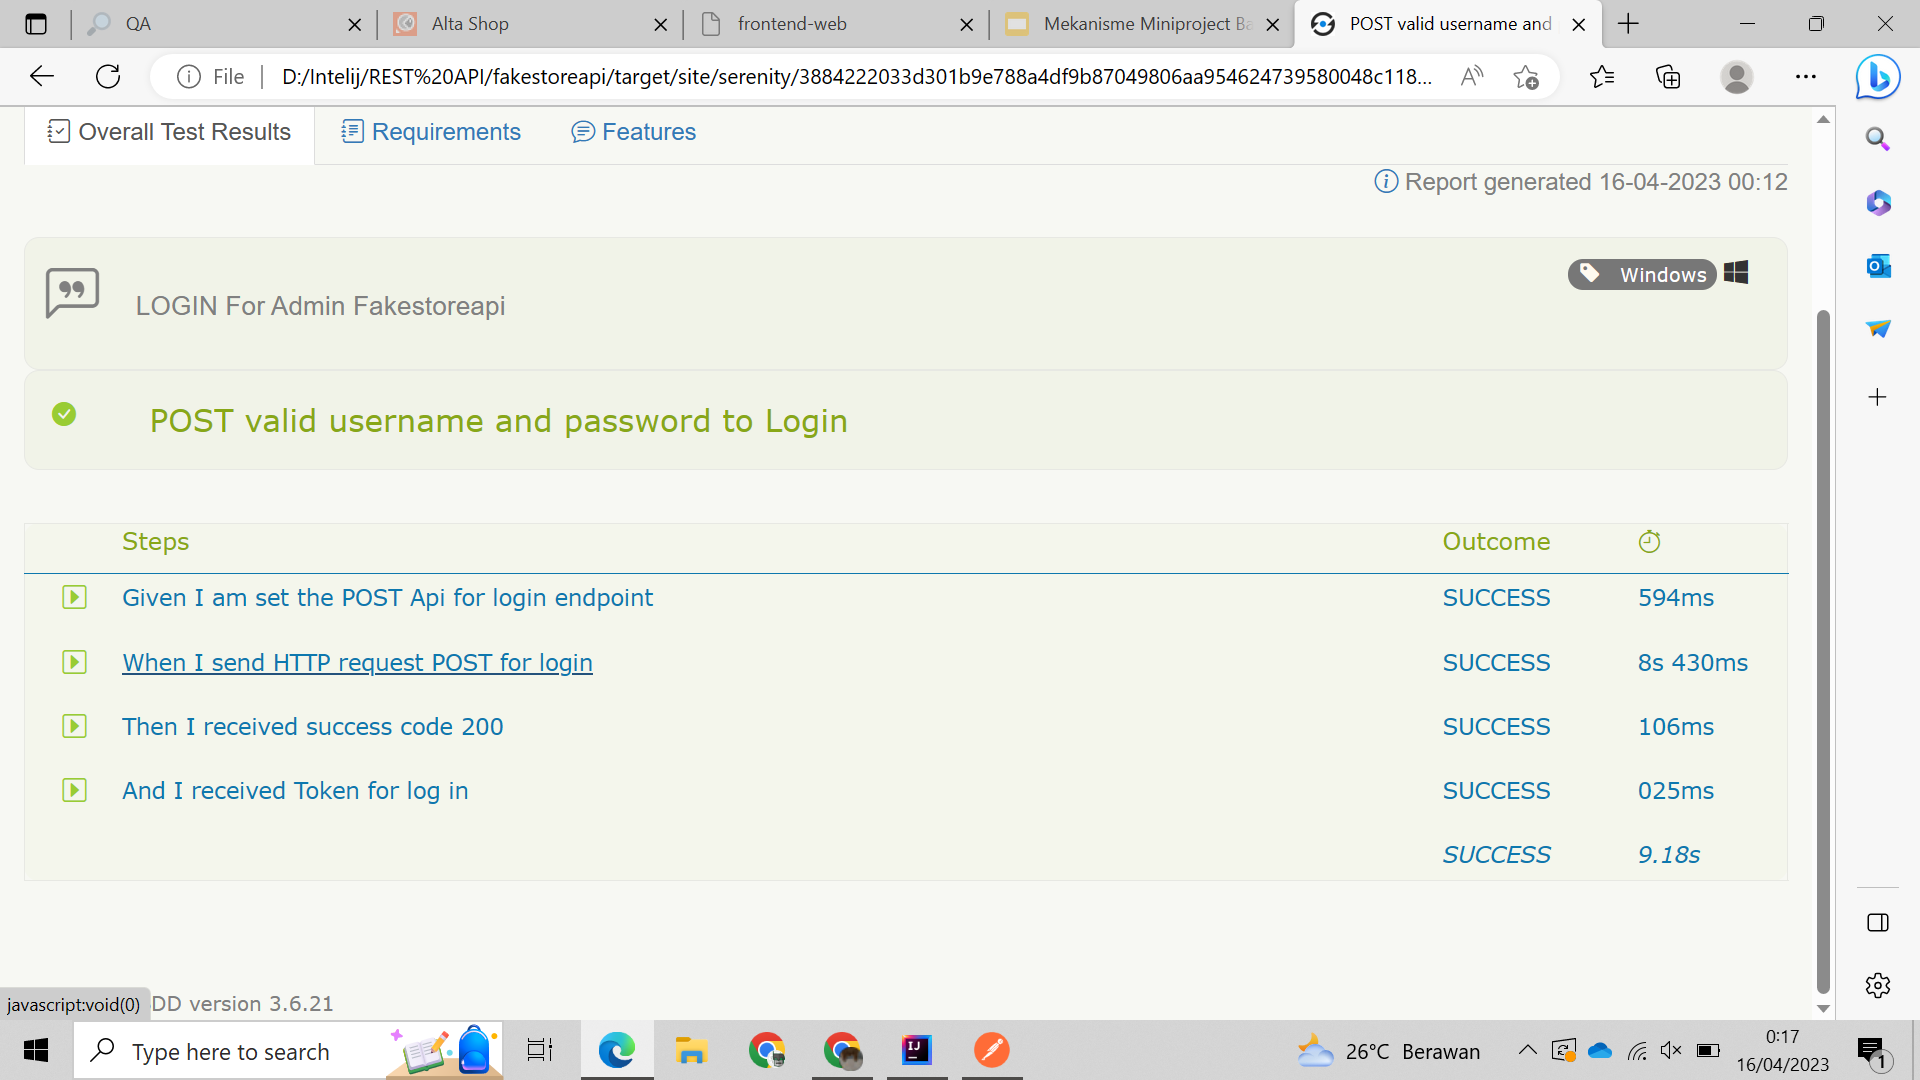 QA
Alta Shop
frontend-web
Mekanisme Miniproject Ba
POST valid username and
File
D:/Intelij/REST%20API/fakestoreapi/target/site/serenity/3884222033d301b9e788a4df9b87049806aa954624739580048c118...
Overall Test Results
Requirements
Features
Report generated 16-04-2023 00:12
Windows
LOGIN For Admin Fakestoreapi
POST valid username and password to Login
Steps Outcome
Given I am set the POST Api for login endpoint SUCCESS 594ms
When I send HTTP request POST for login SUCCESS 8s 430ms
Then I received success code 200 SUCCESS 106ms
And I received Token for log in SUCCESS 025ms
SUCCESS 9.18s
javascript:void(0)
DD version 3.6.21
Type here to search
26°C Berawan
0:17
16/04/2023
1